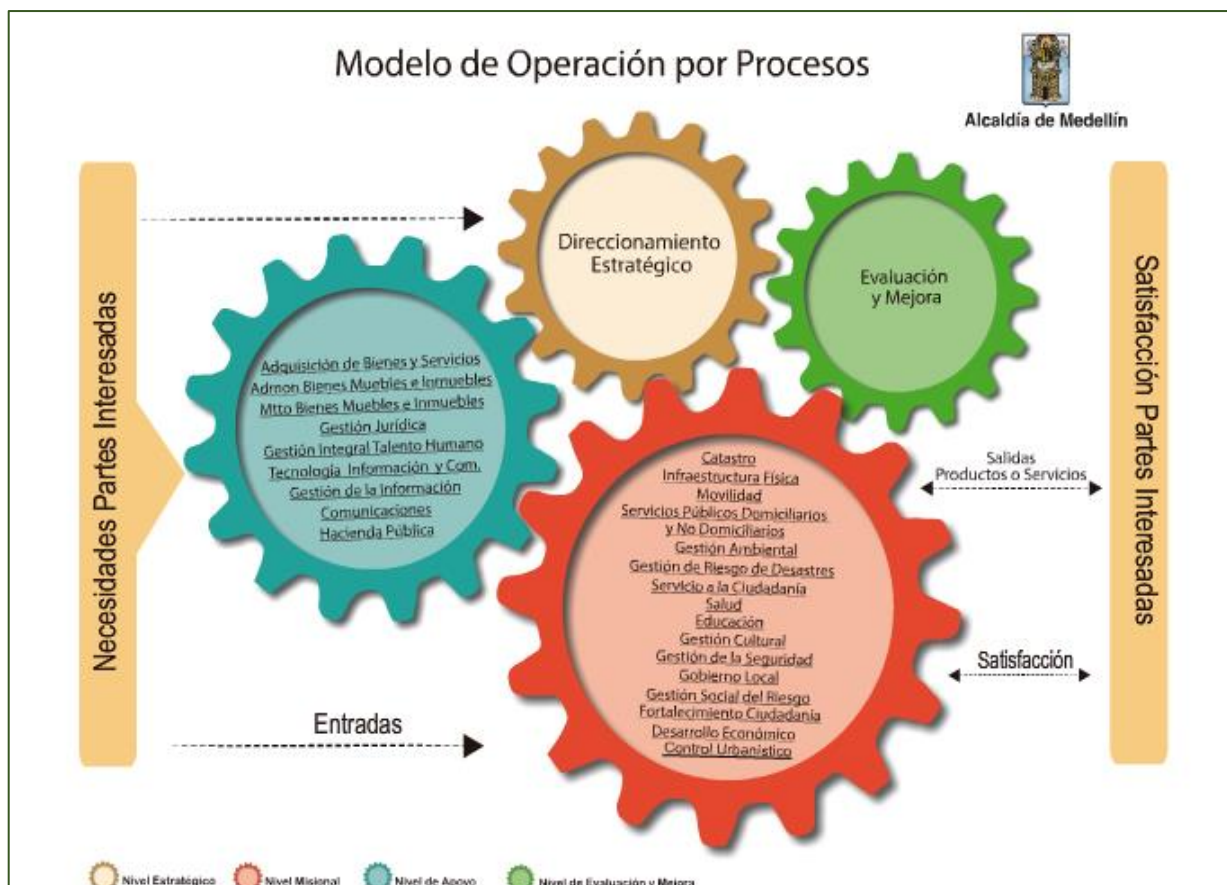 Modelo de Operación por Procesos
Alcaldía de Medellín
Necesidades Partes Interesadas
Direccionamiento
Estratégico
Evaluación
y Mejora
Adquisición de Bienes y Servicios
Admon Bienes Muebles e Inmuebles
Mtto Bienes Muebles e Inmuebles
Gestión Jurídica
Gestión Integral Talento Humano
Tecnología Información y Com.
Gestión de la Información
Comunicaciones
Hacienda Pública
Catastro
Infraestructura Física
Movilidad
Servicios Públicos Domiciliarios
y No Domiciliarios
Gestión Ambiental
Gestión de Riesgo de Desastres
Servicio a la Ciudadanía
Salud
Educación
Gestión Cultural
Gestión de la Seguridad
Gobierno Local
Gestión Social del Riesgo
Fortalecimiento Ciudadanía
Desarrollo Económico
Control Urbanístico
Entradas
Salidas
Productos o Servicios
Satisfacción
Satisfacción Partes Interesadas
Nivel Estratégico
Nivel Misional
Nivel de Apoyo
Nivel de Evaluación y Mejora